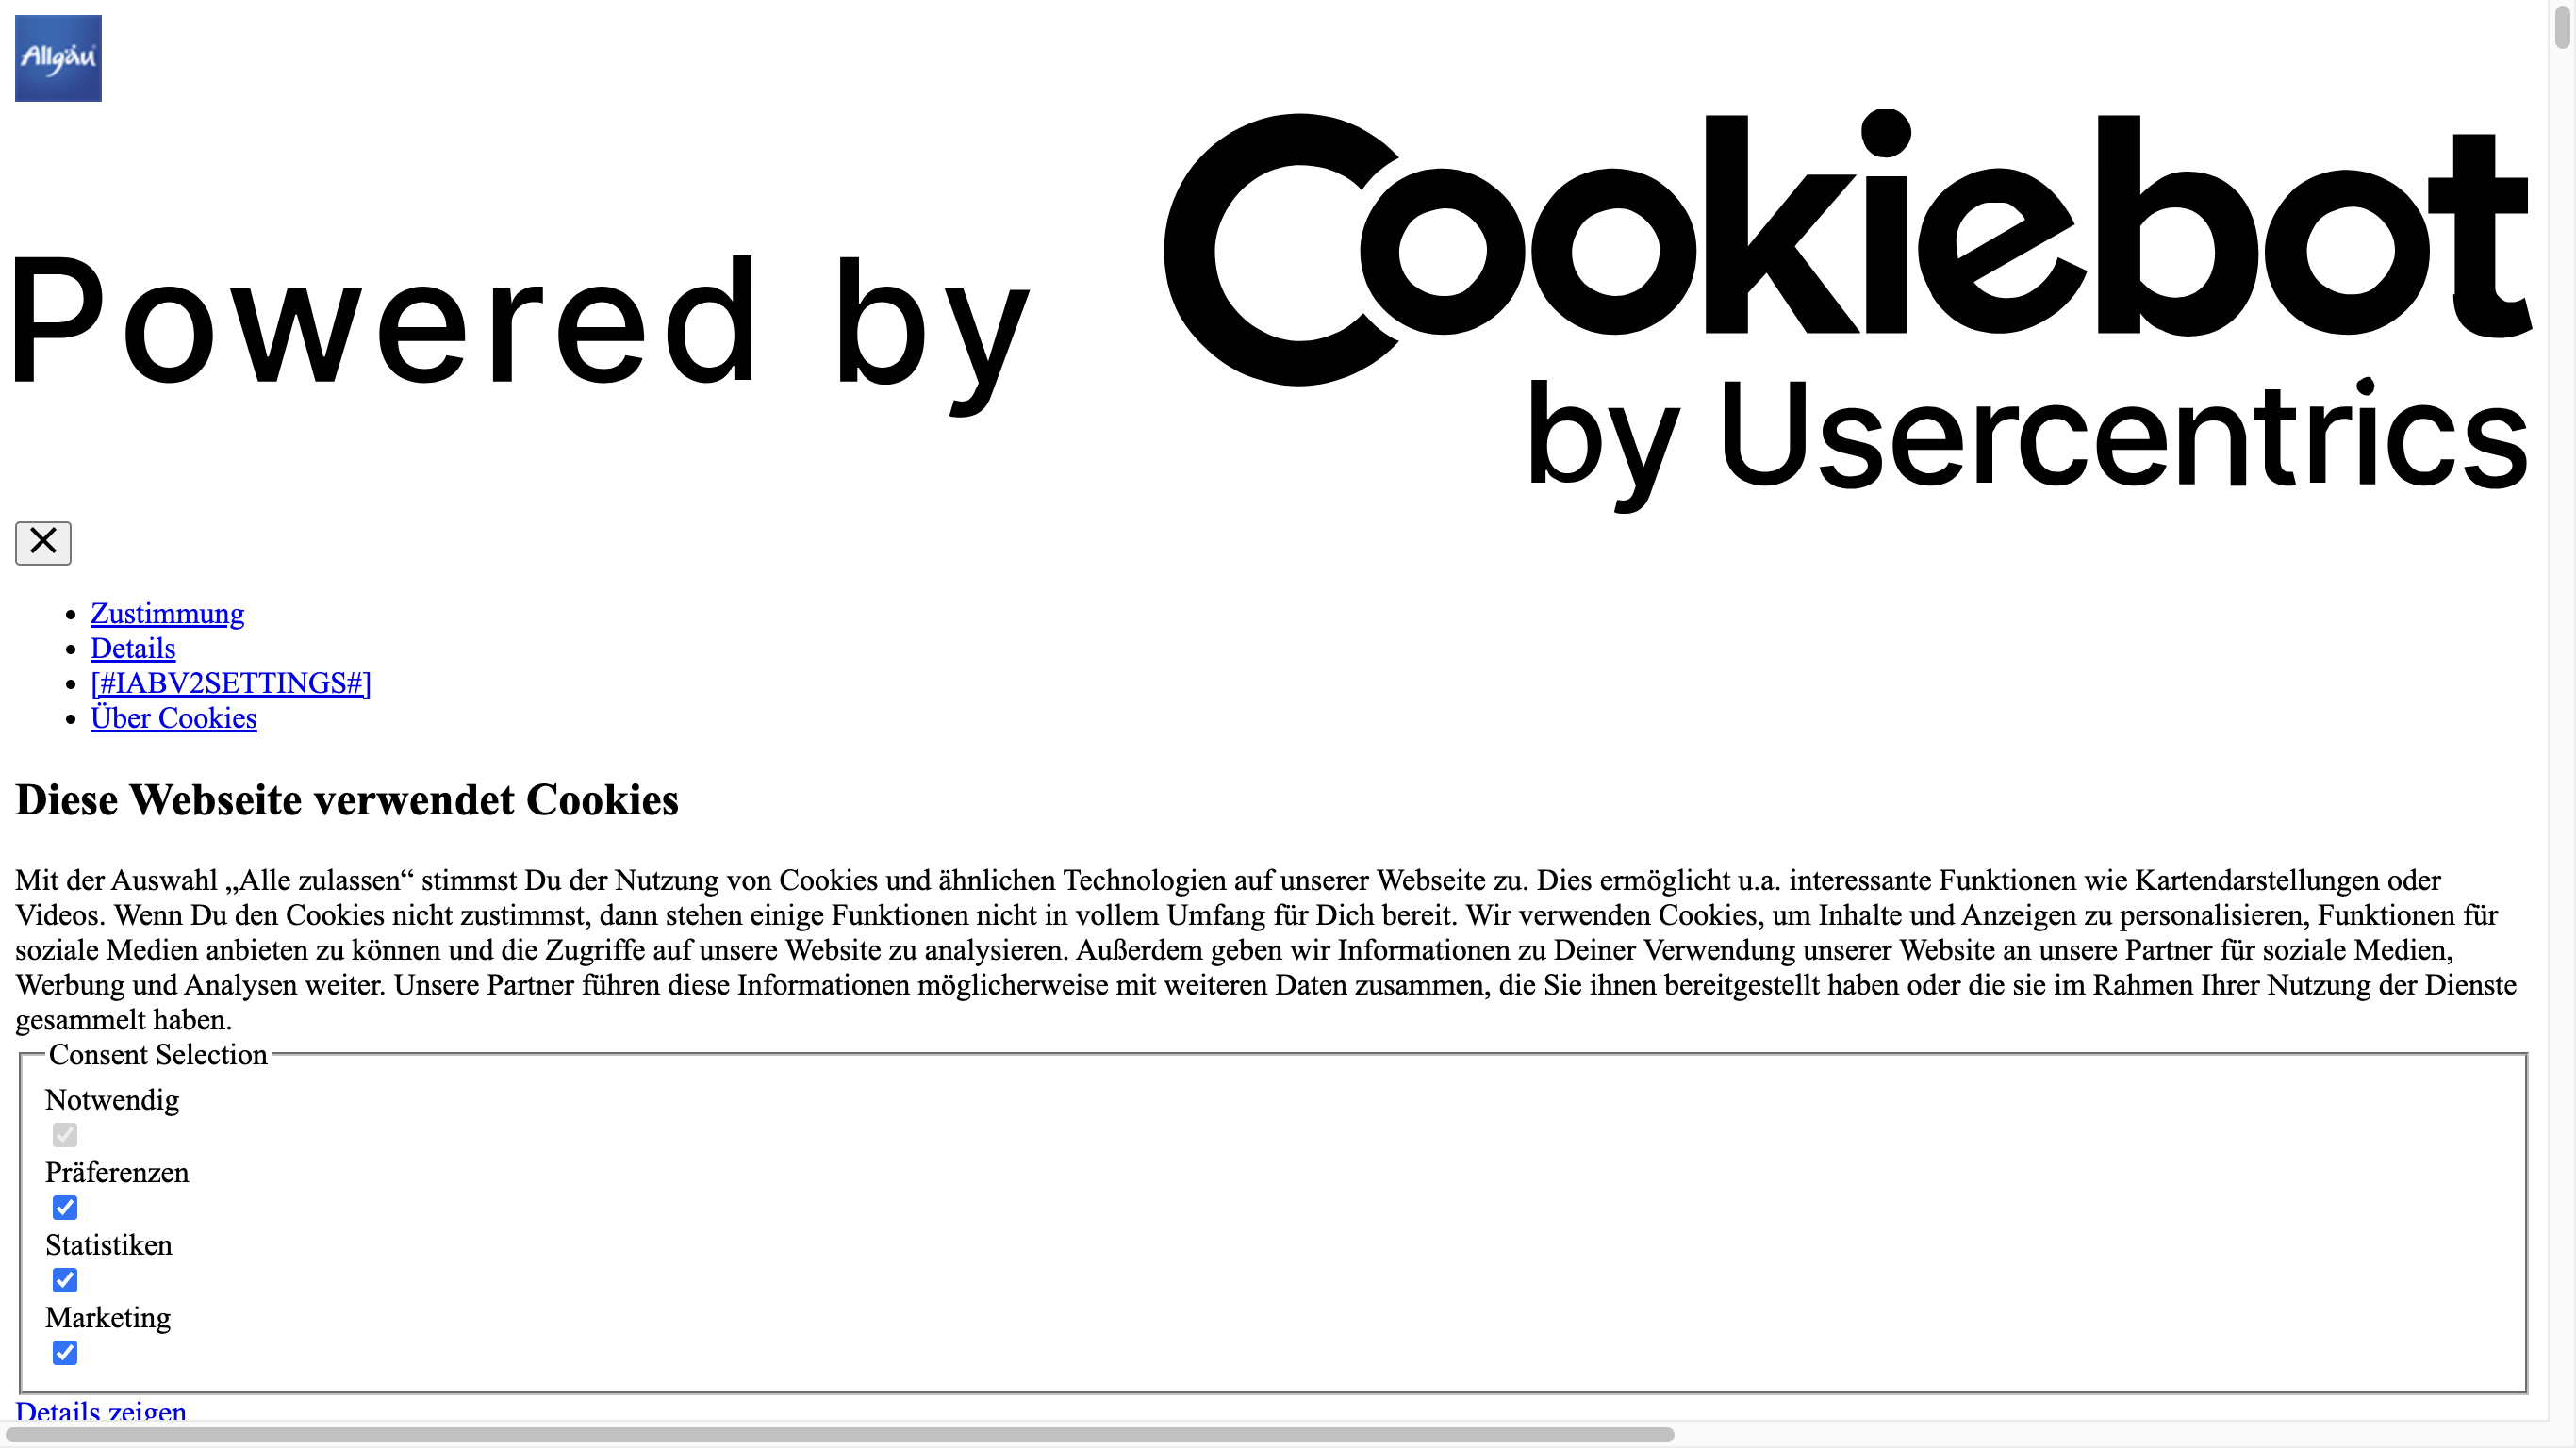 Allgäu
Powered by
Cookiebot
by Usercentrics
Zustimmung
Details
[#IABV2SETTINGS#]
Über Cookies
Diese Webseite verwendet Cookies
Mit der Auswahl „Alle zulassen“ stimmst Du der Nutzung von Cookies und ähnlichen Technologien auf unserer Webseite zu. Dies ermöglicht u.a. interessante Funktionen wie Kartendarstellungen oder
Videos. Wenn Du den Cookies nicht zustimmst, dann stehen einige Funktionen nicht in vollem Umfang für Dich bereit. Wir verwenden Cookies, um Inhalte und Anzeigen zu personalisieren, Funktionen für
soziale Medien anbieten zu können und die Zugriffe auf unsere Website zu analysieren. Außerdem geben wir Informationen zu Deiner Verwendung unserer Website an unsere Partner für soziale Medien,
Werbung und Analysen weiter. Unsere Partner führen diese Informationen möglicherweise mit weiteren Daten zusammen, die Sie ihnen bereitgestellt haben oder die sie im Rahmen Ihrer Nutzung der Dienste
gesammelt haben.
Consent Selection
Notwendig
Präferenzen
Statistiken
Marketing
Details zeigen